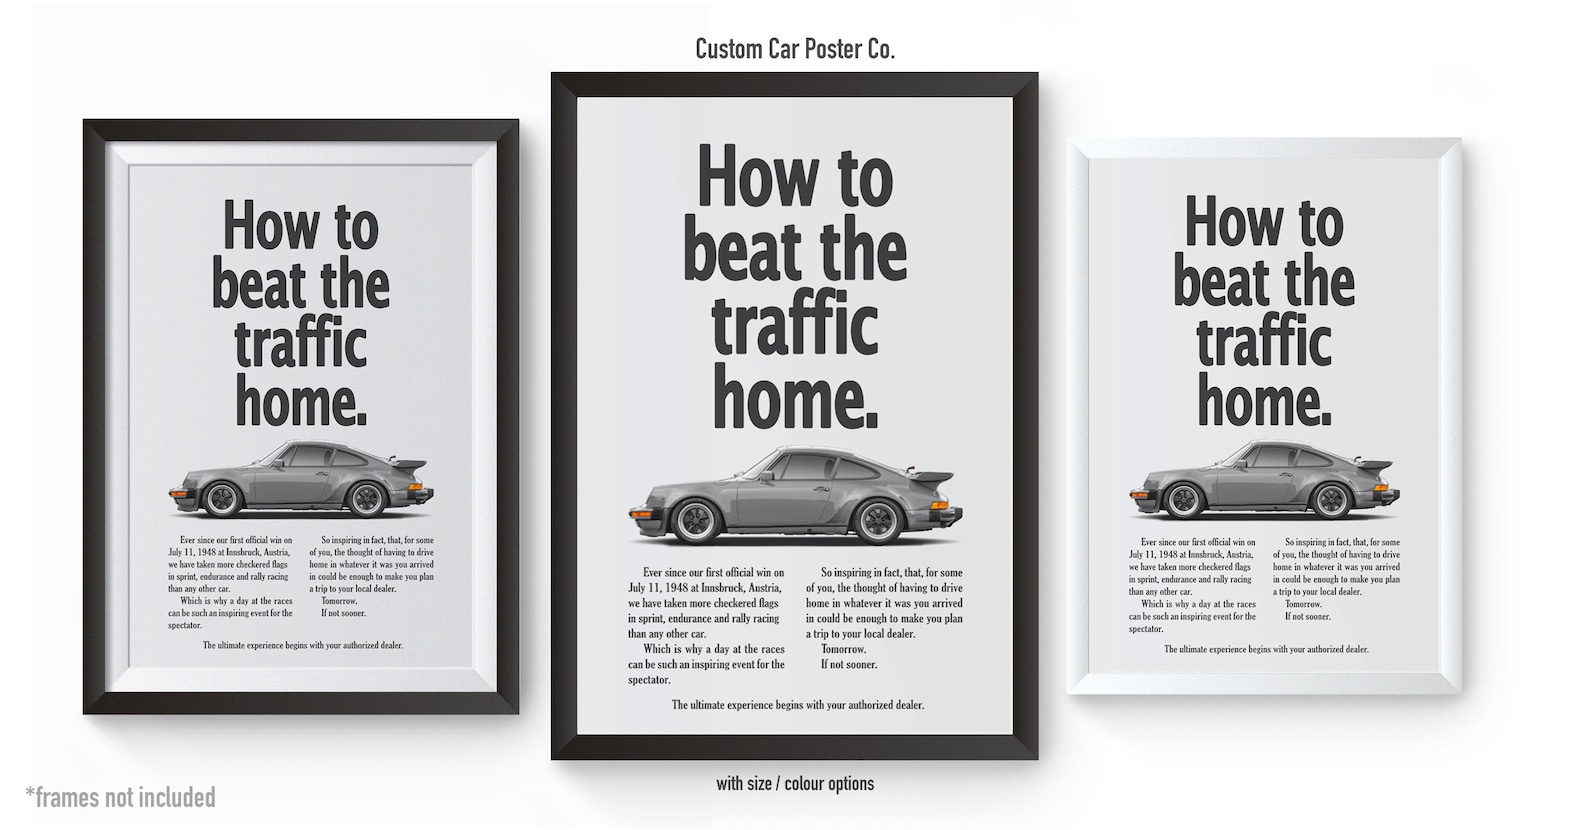 Custom Car Poster Co.
How to
beat the
traffic
home.
Ever since our first official win on
July 11, 1948 at Innsbruck, Austria,
we have taken more checkered flags
in sprint, endurance and rally racing
than any other car.
Which is why a day at the races
can be such an inspiring event for the
spectator.
So inspiring in fact, that, for some
of you, the thought of having to drive
home in whatever it was you arrived
in could be enough to make you plan
a trip to your local dealer.
Tomorrow.
If not sooner.
The ultimate experience begins with your authorized dealer.
How to
beat the
traffic
home.
Ever since our first official win on
July 11, 1948 at Innsbruck, Austria,
we have taken more checkered flags
in sprint, endurance and rally racing
than any other car.
Which is why a day at the races
can be such an inspiring event for the
spectator.
So inspiring in fact, that, for some
of you, the thought of having to drive
home in whatever it was you arrived
in could be enough to make you plan
a trip to your local dealer.
Tomorrow.
If not sooner.
The ultimate experience begins with your authorized dealer.
How to
beat the
traffic
home.
Ever since our first official win on
July 11, 1948 at Innsbruck, Austria,
we have taken more checkered flags
in sprint, endurance and rally racing
than any other car.
Which is why a day at the races
can be such an inspiring event for the
spectator.
So inspiring in fact, that, for some
of you, the thought of having to drive
home in whatever it was you arrived
in could be enough to make you plan
a trip to your local dealer.
Tomorrow.
If not sooner.
The ultimate experience begins with your authorized dealer.
with size / colour options
*frames not included